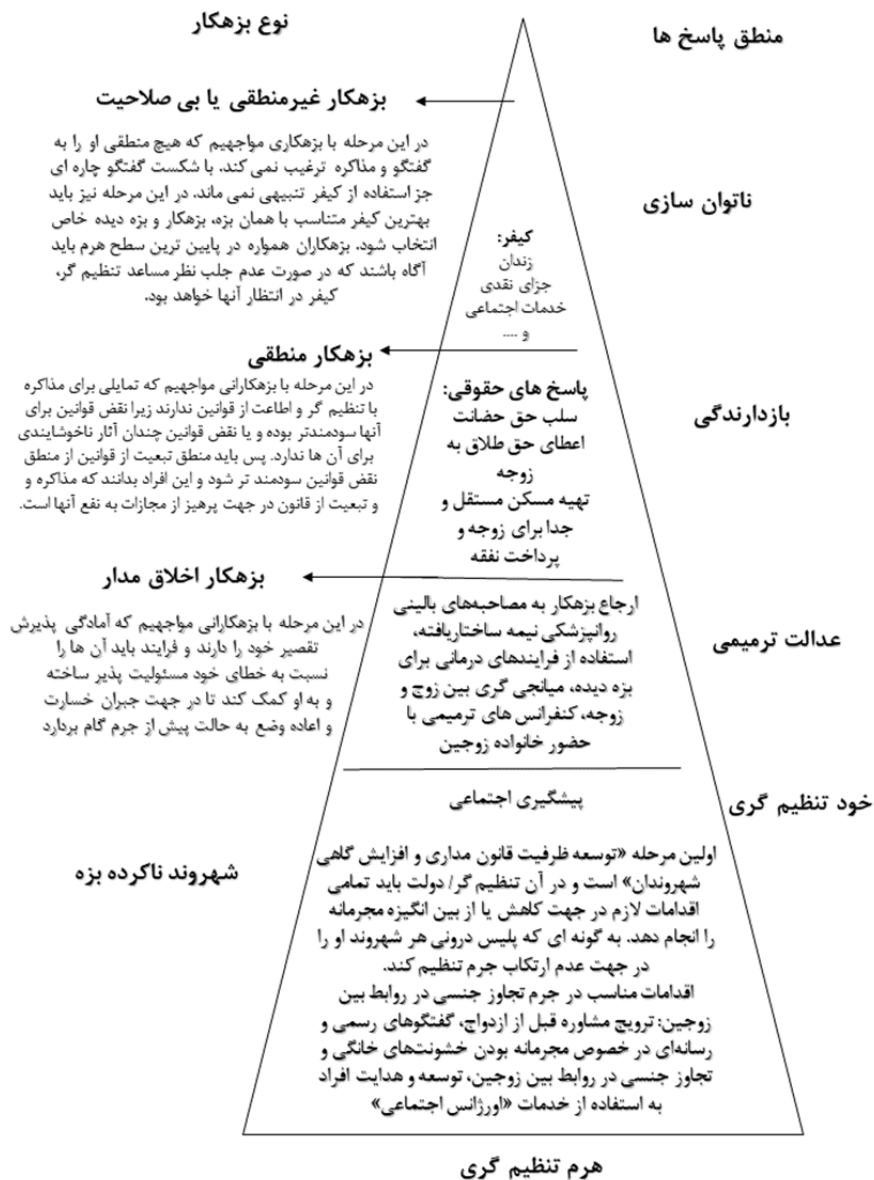 منطق پاسخ ها
نوع بزهکار
بزهکار غیرمنطقی یا بی صلاحیت
در این مرحله با بزهکاری مواجهیم که هیچ منطقی او را به
گفتگو و مذاکره ترغیب نمی کند. با شکست گفتگو چاره ای
جز استفاده از کیفر تنبیهی نمی ماند. در این مرحله نیز باید
بهترین کیفر متناسب با همان بزه، بزهکار و بزه دیده خاص
انتخاب شود. بزهکاران همواره در پایین ترین سطح هرم باید
آگاه باشند که در صورت عدم جلب نظر مساعد تنظیم گر،
کیفر در انتظار آنها خواهد بود.
ناتوان سازی
کیفر:
زندان
جزای نقدی
خدمات اجتماعی
و ....
بزهکار منطقی
در این مرحله با بزهکارانی مواجهیم که تمایلی برای مذاکره
با تنظیم گر و اطاعت از قوانین ندارند زیرا نقض قوانین برای
آنها سودمندتر بوده و یا نقض قوانین چندان آثار ناخوشایندی
برای آن ها ندارد. پس باید منطق تبعیت از قوانین از منطق
نقض قوانین سودمند تر شود و این افراد بدانند که مذاکره و
و تبعیت از قانون در جهت پرهیز از مجازات به نفع آنها است.
بازدارندگی
پاسخ های حقوقی:
سلب حق حضانت
اعطای حق طلاق به
زوجه
تهیه مسکن مستقل و
جدا برای زوجه و
پرداخت نفقه
بزهکار اخلاق مدار
در این مرحله با بزهکارانی مواجهیم که آمادگی پذیرش
تقصیر خود را دارند و فرایند باید آن ها را
نسبت به خطای خود مسئولیت پذیر ساخته
و به او کمک کند تا در جهت جبران خسارت
و اعاده وضع به حالت پیش از جرم گام بردارد
عدالت ترمیمی
ارجاع بزهکار به مصاحبه‌های بالینی
روانپزشکی نیمه ساختاریافته،
استفاده از فرایندهای درمانی برای
بزه دیده، میانجی گری بین زوج و
زوجه، کنفرانس های ترمیمی با
حضور خانواده زوجین
خود تنظیم گری
پیشگیری اجتماعی
شهروند ناکرده بزه
اولین مرحله «توسعه ظرفیت قانون مداری و افزایش گاهی
شهروندان» است و در آن تنظیم گر/ دولت باید تمامی
اقدامات لازم در جهت کاهش یا از بین انگیزه مجرمانه
را انجام دهد. به گونه ای که پلیس درونی هر شهروند او را
در جهت عدم ارتکاب جرم تنظیم کند.
اقدامات مناسب در جرم تجاوز جنسی در روابط بین
زوجین: ترویج مشاوره قبل از ازدواج، گفتگوهای رسمی و
رسانه‌ای در خصوص مجرمانه بودن خشونت‌های خانگی و
تجاوز جنسی در روابط بین زوجین، توسعه و هدایت افراد
به استفاده از خدمات «اورژانس اجتماعی»
هرم تنظیم گری